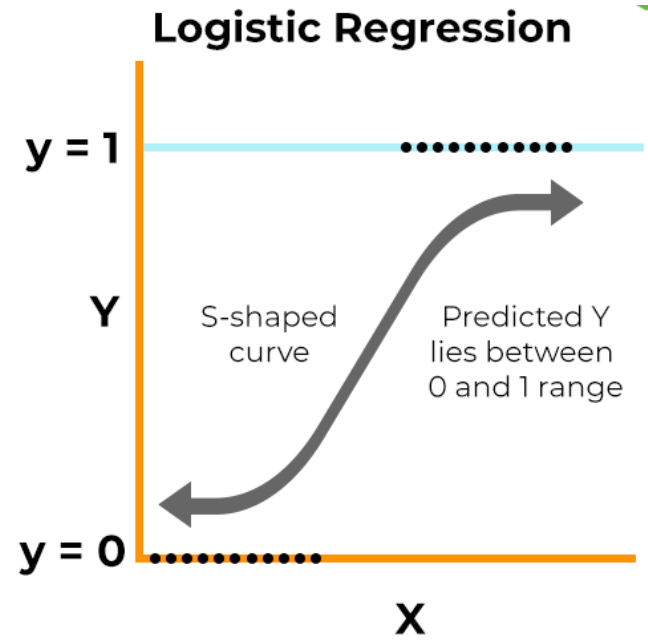 Logistic Regression
y = 1
Y
S-shaped
curve
Predicted Y
lies between
0 and 1 range
y = 0
X